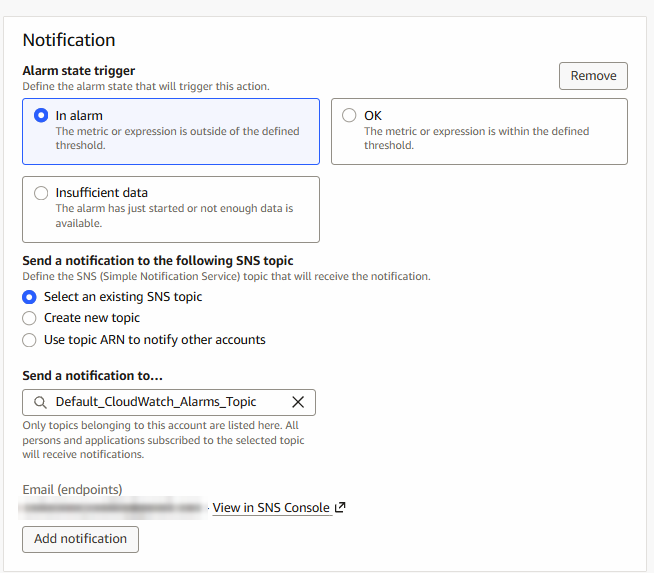 Notification
Alarm state trigger
Define the alarm state that will trigger this action.
Remove
In alarm
The metric or expression is outside of the defined
threshold.
OK
The metric or expression is within the defined
threshold.
Insufficient data
The alarm has just started or not enough data is
available.
Send a notification to the following SNS topic
Define the SNS (Simple Notification Service) topic that will receive the notification.
Select an existing SNS topic
Create new topic
Use topic ARN to notify other accounts
Send a notification to...
Default_CloudWatch_Alarms_Topic
Only topics belonging to this account are listed here. All
persons and applications subscribed to the selected topic
will receive notifications.
Email (endpoints)
- View in SNS Console
Add notification